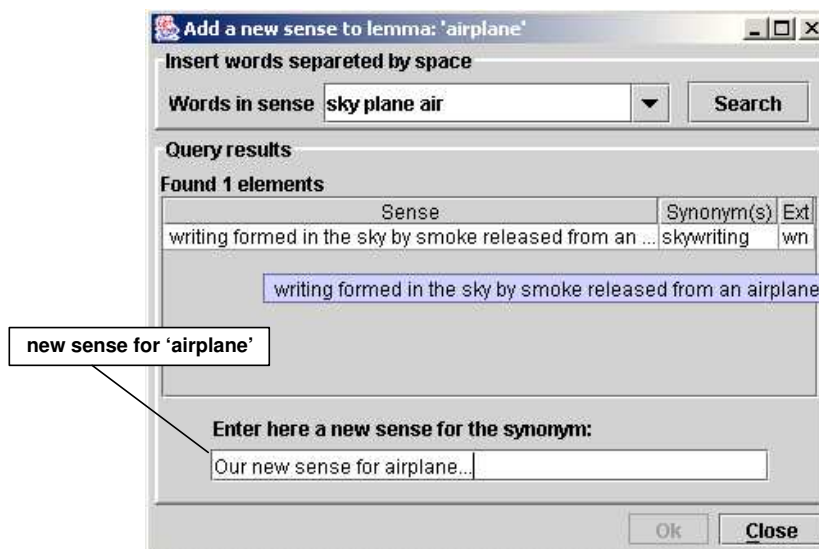 Add a new sense to lemma: 'airplane'
Insert words separeted by space
Words in sense sky plane air Search
Query results
Found 1 elements
Sense Synonym(s) Ext
writing formed in the sky by smoke released from an ... skywriting wn
writing formed in the sky by smoke released from an airplane
new sense for ‘airplane’
Enter here a new sense for the synonym:
Our new sense for airplane...
Ok Close